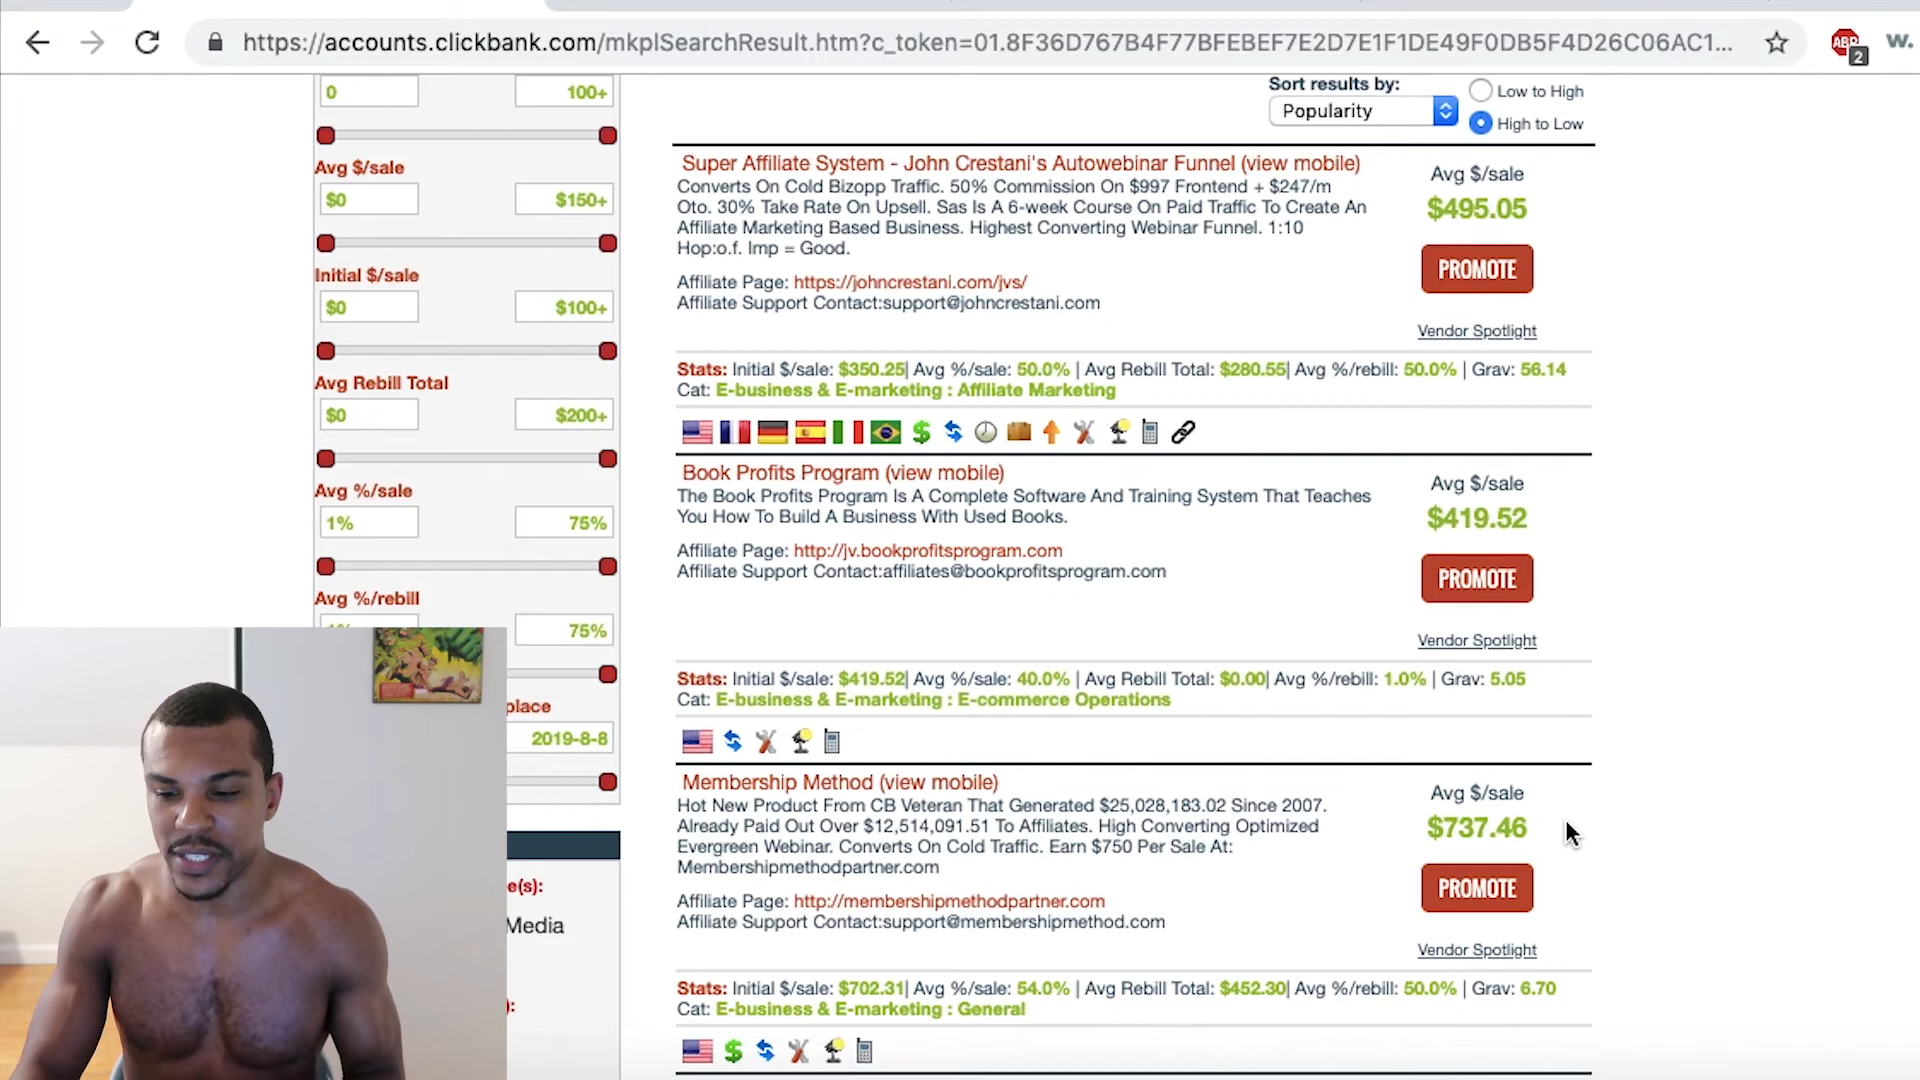 https://accounts.clickbank.com/mkplSearchResult.htm?c_token=01.8F36D767B4F77BFEBEF7E2D7E1F1DE49F0DB5F4D26C06AC1...
ABP
2
w.
0
100+
Avg $/sale
$0
$150+
Initial $/sale
$0
$100+
Avg Rebill Total
$0
$200+
Avg %/sale
1%
75%
Avg %/rebill
75%
place
2019-8-8
e(s):
Media
):
Sort results by:
Popularity
Low to High
High to Low
Super Affiliate System - John Crestani's Autowebinar Funnel (view mobile)
Converts On Cold Bizopp Traffic. 50% Commission On $997 Frontend + $247/m
Oto. 30% Take Rate On Upsell. Sas Is A 6-week Course On Paid Traffic To Create An
Affiliate Marketing Based Business. Highest Converting Webinar Funnel. 1:10
Hop:o.f. Imp = Good.
Affiliate Page: https://johncrestani.com/jvs/
Affiliate Support Contact:support@johncrestani.com
Avg $/sale
$495.05
PROMOTE
Vendor Spotlight
Stats: Initial $/sale: $350.25| Avg %/sale: 50.0% | Avg Rebill Total: $280.55| Avg %/rebill: 50.0% | Grav: 56.14
Cat: E-business & E-marketing : Affiliate Marketing
Book Profits Program (view mobile)
The Book Profits Program Is A Complete Software And Training System That Teaches
You How To Build A Business With Used Books.
Affiliate Page: http://jv.bookprofitsprogram.com
Affiliate Support Contact:affiliates@bookprofitsprogram.com
Avg $/sale
$419.52
PROMOTE
Vendor Spotlight
Stats: Initial $/sale: $419.52| Avg %/sale: 40.0% | Avg Rebill Total: $0.00| Avg %/rebill: 1.0% | Grav: 5.05
Cat: E-business & E-marketing : E-commerce Operations
Membership Method (view mobile)
Hot New Product From CB Veteran That Generated $25,028,183.02 Since 2007.
Already Paid Out Over $12,514,091.51 To Affiliates. High Converting Optimized
Evergreen Webinar. Converts On Cold Traffic. Earn $750 Per Sale At:
Membershipmethodpartner.com
Affiliate Page: http://membershipmethodpartner.com
Affiliate Support Contact:support@membershipmethod.com
Avg $/sale
$737.46
PROMOTE
Vendor Spotlight
Stats: Initial $/sale: $702.31| Avg %/sale: 54.0% | Avg Rebill Total: $452.30| Avg %/rebill: 50.0% | Grav: 6.70
Cat: E-business & E-marketing : General